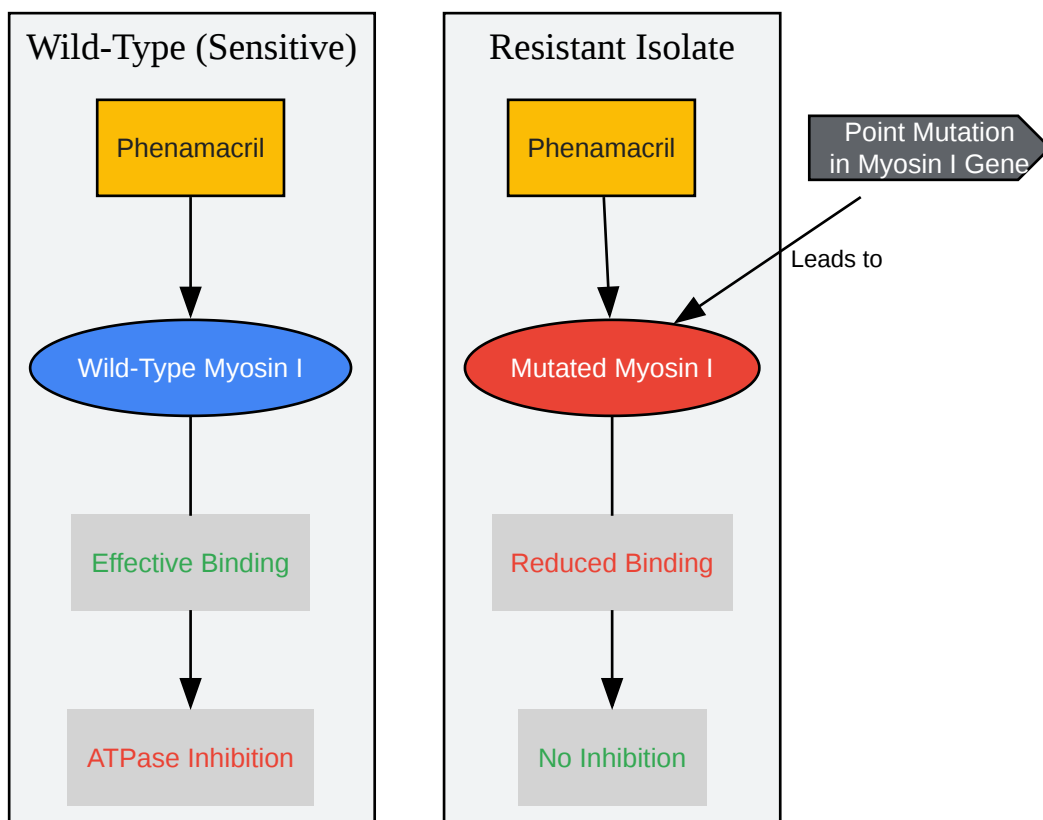 Wild-Type (Sensitive)
Phenamacril
Wild-Type Myosin I
Effective Binding
ATPase Inhibition
Resistant Isolate
Phenamacril
Mutated Myosin I
Reduced Binding
No Inhibition
Point Mutation
in Myosin I Gene
Leads to